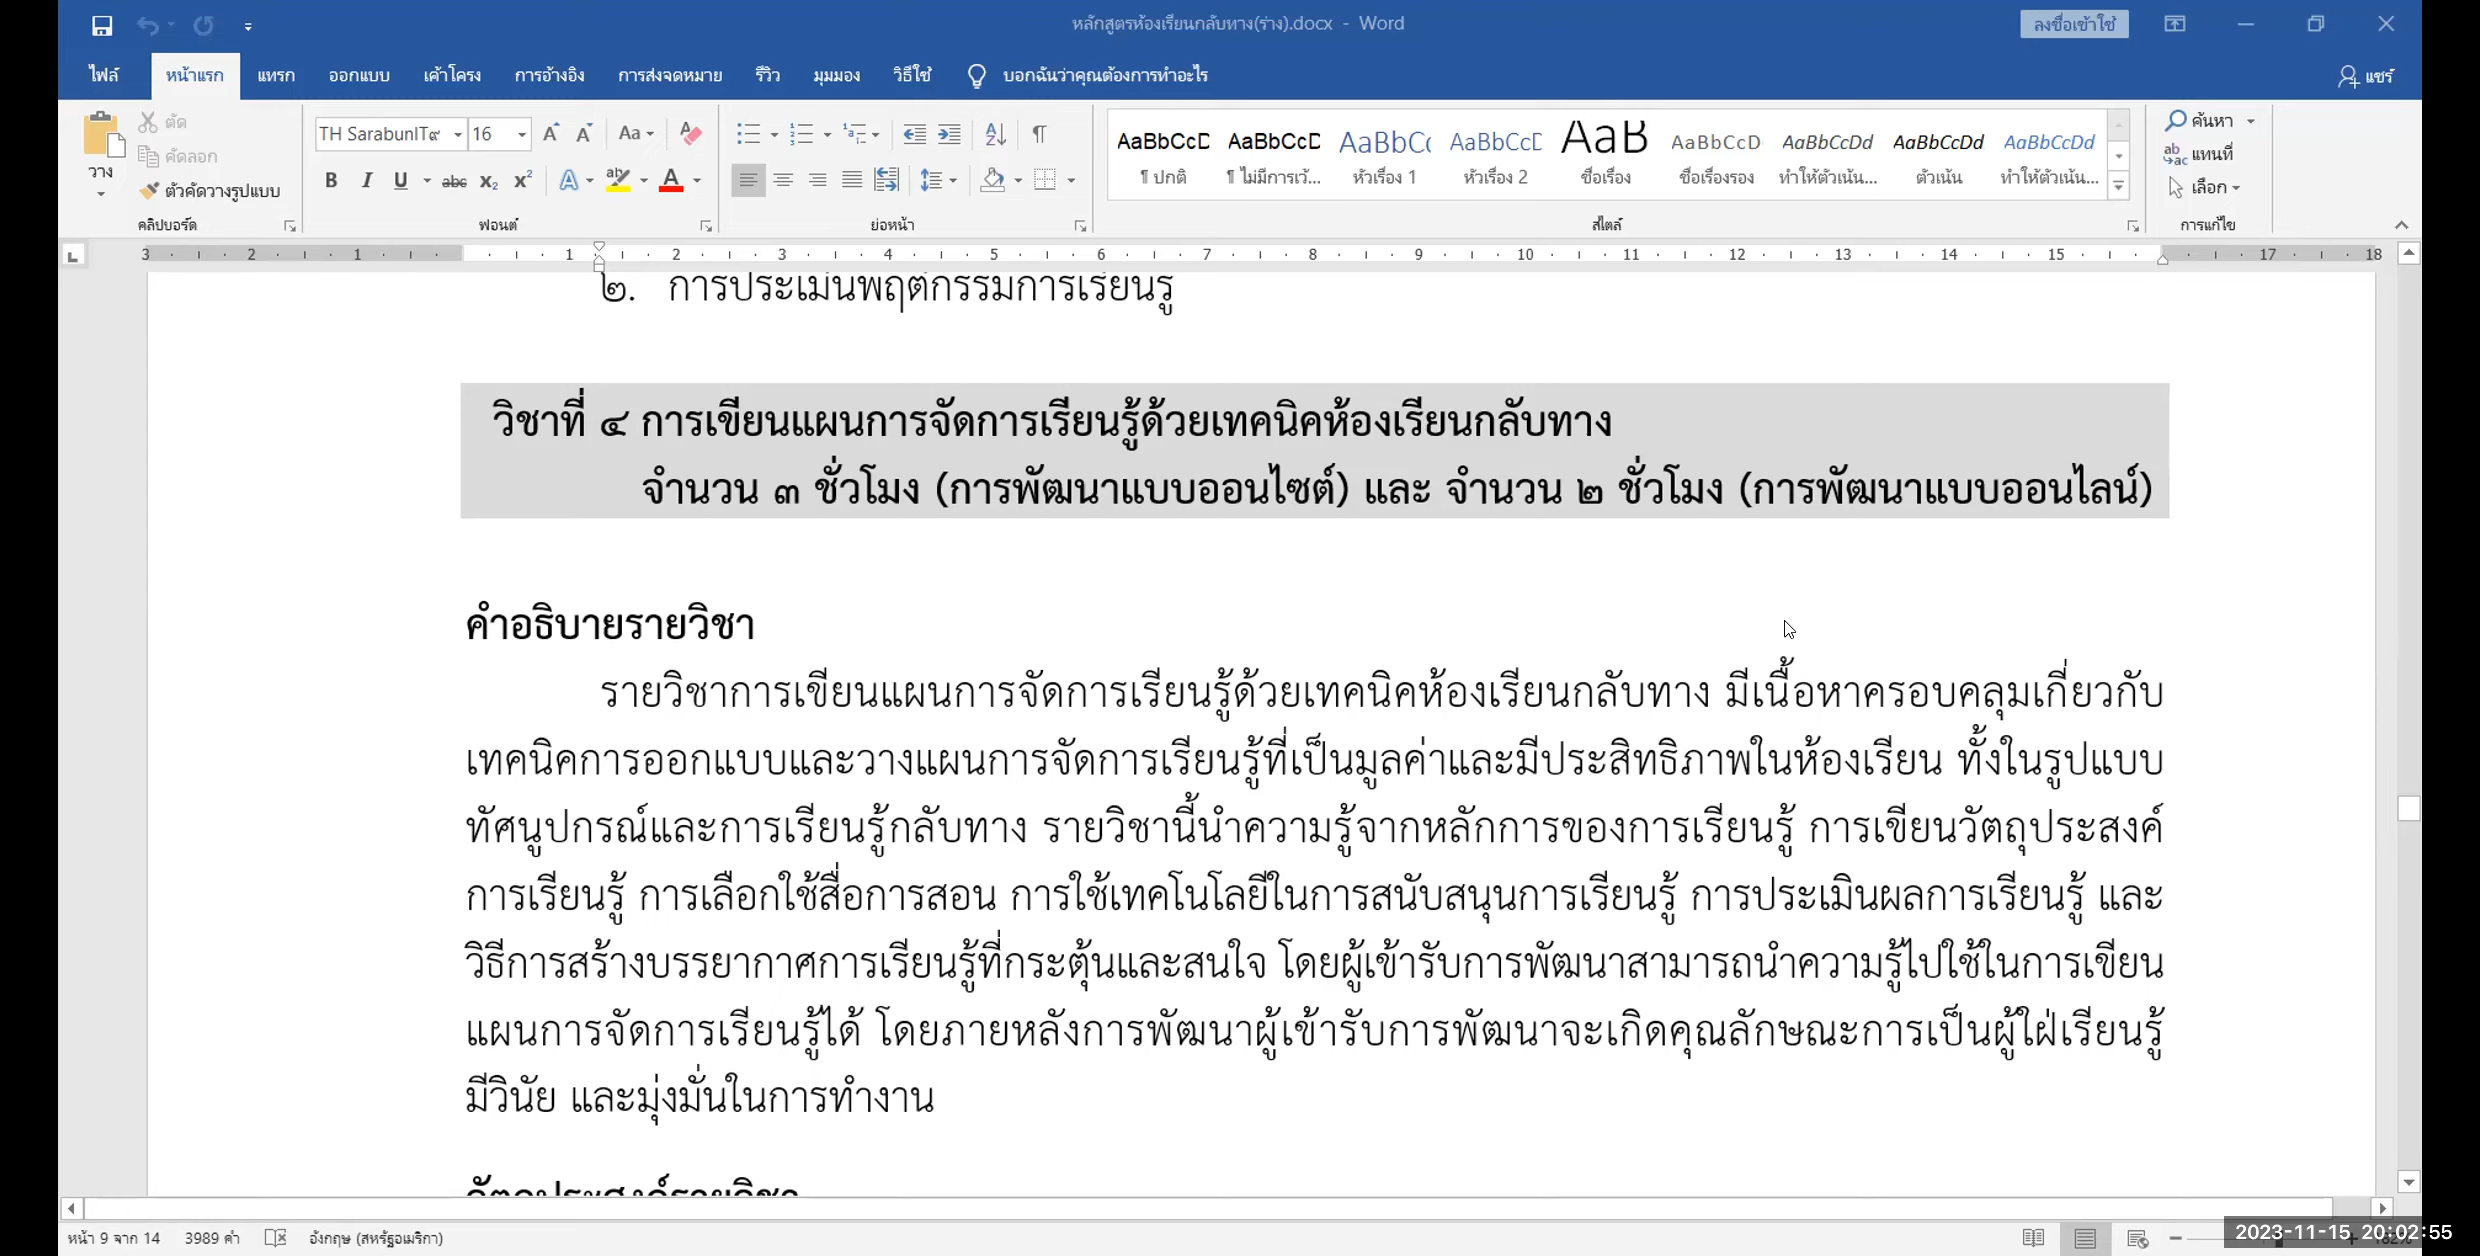 หลักสูตรห้องเรียนกลับทาง(ร่าง).docx - Word
ลงชื่อเข้าใช้
ไฟล์ หน้าแรก แทรก ออกแบบ เค้าโครง การอ้างอิง การส่งจดหมาย รีวิว มุมมอง วิธีใช้ บอกฉันว่าคุณต้องการทำอะไร แชร์
วาง
ตัด
คัดลอก
ตัวคัดวางรูปแบบ
คลิปบอร์ด
TH SarabunIT๙ 16
ฟอนต์
ย่อหน้า
AaBbCcD AaBbCcD AaBbC AaBbCcD AaB AaBbCcD AaBbCcDd AaBbCcDd AaBbCcDd
¶ ปกติ ¶ ไม่มีการเว้... หัวเรื่อง 1 หัวเรื่อง 2 ชื่อเรื่อง ชื่อเรื่องรอง ทำให้ตัวเน้น... ตัวเน้น ทำให้ตัวเน้น...
สไตล์
ค้นหา
แทนที่
เลือก
การแก้ไข
3 2 1 1 2 3 4 5 6 7 8 9 10 11 12 13 14 15 17 18
๒. การประเมินพฤติกรรมการเรียนรู้
วิชาที่ ๔ การเขียนแผนการจัดการเรียนรู้ด้วยเทคนิคห้องเรียนกลับทาง
จำนวน ๓ ชั่วโมง (การพัฒนาแบบออนไซต์) และ จำนวน ๒ ชั่วโมง (การพัฒนาแบบออนไลน์)
คำอธิบายรายวิชา
รายวิชาการเขียนแผนการจัดการเรียนรู้ด้วยเทคนิคห้องเรียนกลับทาง มีเนื้อหาครอบคลุมเกี่ยวกับ
เทคนิคการออกแบบและวางแผนการจัดการเรียนรู้ที่เป็นมูลค่าและมีประสิทธิภาพในห้องเรียน ทั้งในรูปแบบ
ทัศนูปกรณ์และการเรียนรู้กลับทาง รายวิชานี้นำความรู้จากหลักการของการเรียนรู้ การเขียนวัตถุประสงค์
การเรียนรู้ การเลือกใช้สื่อการสอน การใช้เทคโนโลยีในการสนับสนุนการเรียนรู้ การประเมินผลการเรียนรู้ และ
วิธีการสร้างบรรยากาศการเรียนรู้ที่กระตุ้นและสนใจ โดยผู้เข้ารับการพัฒนาสามารถนำความรู้ไปใช้ในการเขียน
แผนการจัดการเรียนรู้ได้ โดยภายหลังการพัฒนาผู้เข้ารับการพัฒนาจะเกิดคุณลักษณะการเป็นผู้ใฝ่เรียนรู้
มีวินัย และมุ่งมั่นในการทำงาน
วัตถุประสงค์รายวิชา
หน้า 9 จาก 14 3989 คำ อังกฤษ (สหรัฐอเมริกา)
2023-11-15 20:02:55